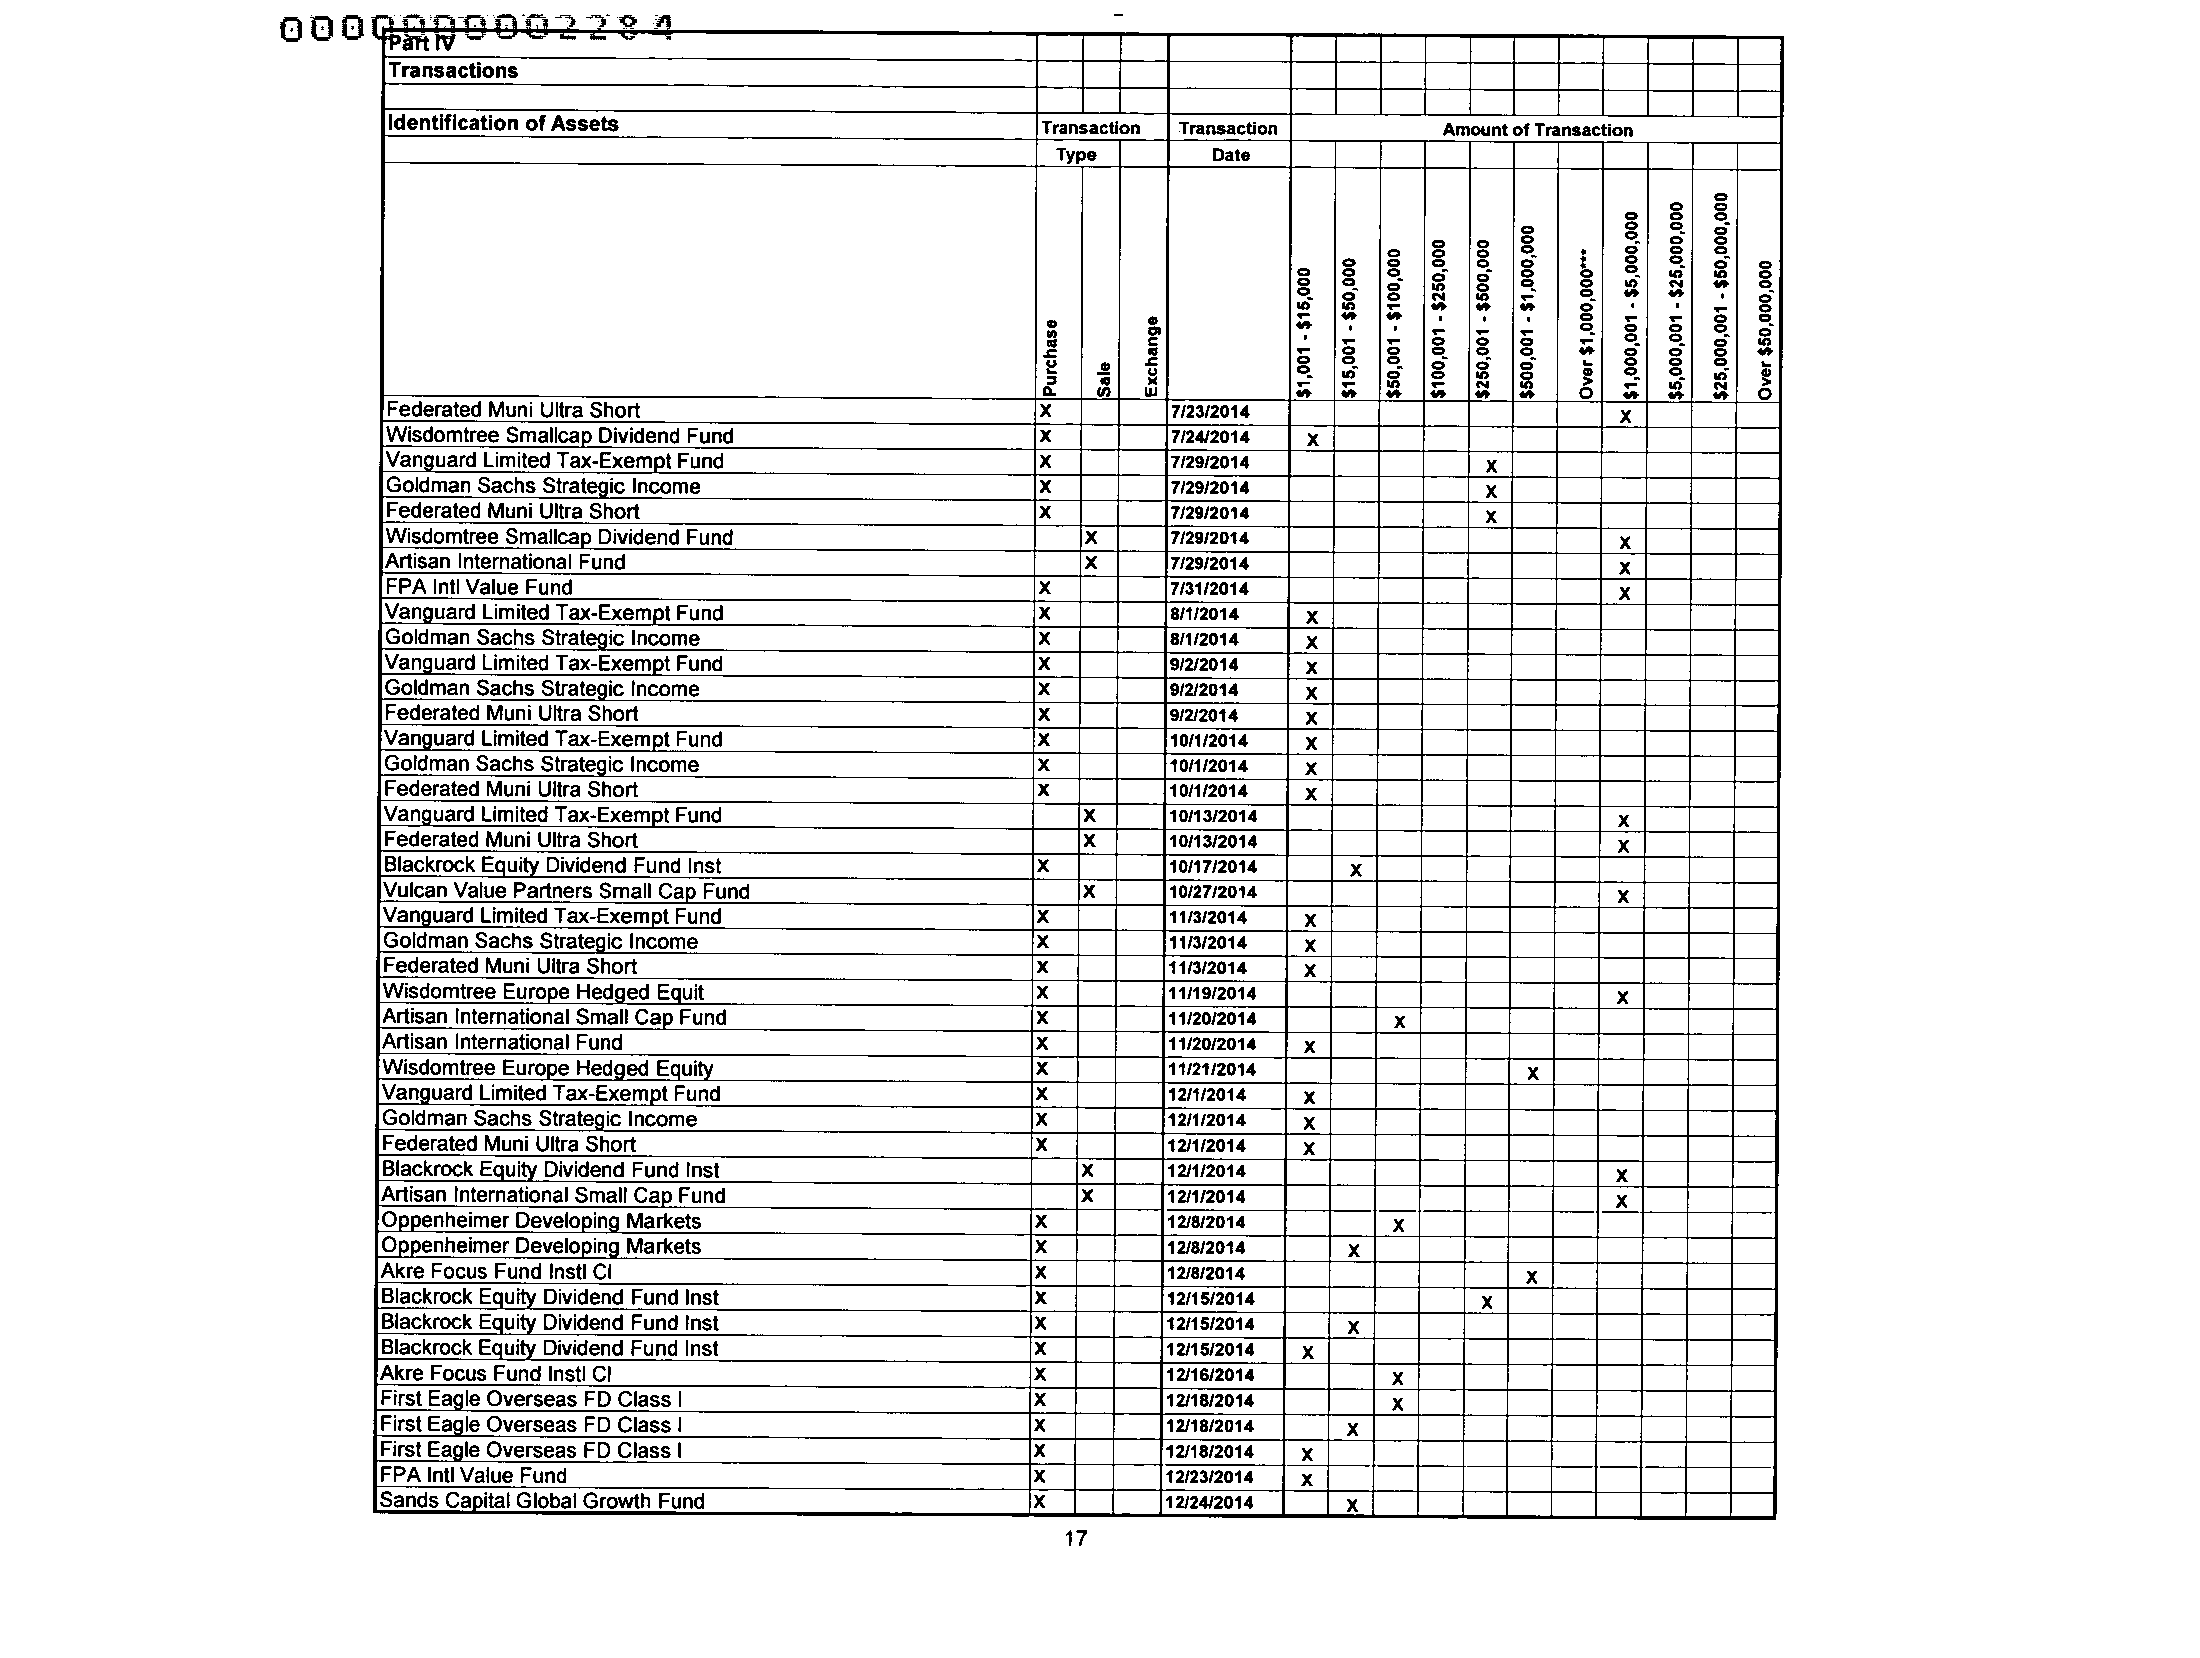 000000002284
Part IV
Transactions
Identification of Assets Transaction Transaction Amount of Transaction
Type Date
Purchase Sale Exchange $1,001 - $15,000 $15,001 - $50,000 $50,001 - $100,000 $100,001 - $250,000 $250,001 - $500,000 $500,001 - $1,000,000 Over $1,000,000*** $1,000,001 - $5,000,000 $5,000,001 - $25,000,000 $25,000,001 - $50,000,000 Over $50,000,000
Federated Muni Ultra Short X 7/23/2014 X
Wisdomtree Smallcap Dividend Fund X 7/24/2014 X
Vanguard Limited Tax-Exempt Fund X 7/29/2014 X
Goldman Sachs Strategic Income X 7/29/2014 X
Federated Muni Ultra Short X 7/29/2014 X
Wisdomtree Smallcap Dividend Fund X 7/29/2014 X
Artisan International Fund X 7/29/2014 X
FPA Intl Value Fund X 7/31/2014 X
Vanguard Limited Tax-Exempt Fund X 8/1/2014 X
Goldman Sachs Strategic Income X 8/1/2014 X
Vanguard Limited Tax-Exempt Fund X 9/2/2014 X
Goldman Sachs Strategic Income X 9/2/2014 X
Federated Muni Ultra Short X 9/2/2014 X
Vanguard Limited Tax-Exempt Fund X 10/1/2014 X
Goldman Sachs Strategic Income X 10/1/2014 X
Federated Muni Ultra Short X 10/1/2014 X
Vanguard Limited Tax-Exempt Fund X 10/13/2014 X
Federated Muni Ultra Short X 10/13/2014 X
Blackrock Equity Dividend Fund Inst X 10/17/2014 X
Vulcan Value Partners Small Cap Fund X 10/27/2014 X
Vanguard Limited Tax-Exempt Fund X 11/3/2014 X
Goldman Sachs Strategic Income X 11/3/2014 X
Federated Muni Ultra Short X 11/3/2014 X
Wisdomtree Europe Hedged Equit X 11/19/2014 X
Artisan International Small Cap Fund X 11/20/2014 X
Artisan International Fund X 11/20/2014 X
Wisdomtree Europe Hedged Equity X 11/21/2014 X
Vanguard Limited Tax-Exempt Fund X 12/1/2014 X
Goldman Sachs Strategic Income X 12/1/2014 X
Federated Muni Ultra Short X 12/1/2014 X
Blackrock Equity Dividend Fund Inst X 12/1/2014 X
Artisan International Small Cap Fund X 12/1/2014 X
Oppenheimer Developing Markets X 12/8/2014 X
Oppenheimer Developing Markets X 12/8/2014 X
Akre Focus Fund Instl Cl X 12/8/2014 X
Blackrock Equity Dividend Fund Inst X 12/15/2014 X
Blackrock Equity Dividend Fund Inst X 12/15/2014 X
Blackrock Equity Dividend Fund Inst X 12/15/2014 X
Akre Focus Fund Instl Cl X 12/16/2014 X
First Eagle Overseas FD Class I X 12/18/2014 X
First Eagle Overseas FD Class I X 12/18/2014 X
First Eagle Overseas FD Class I X 12/18/2014 X
FPA Intl Value Fund X 12/23/2014 X
Sands Capital Global Growth Fund X 12/24/2014 X
17